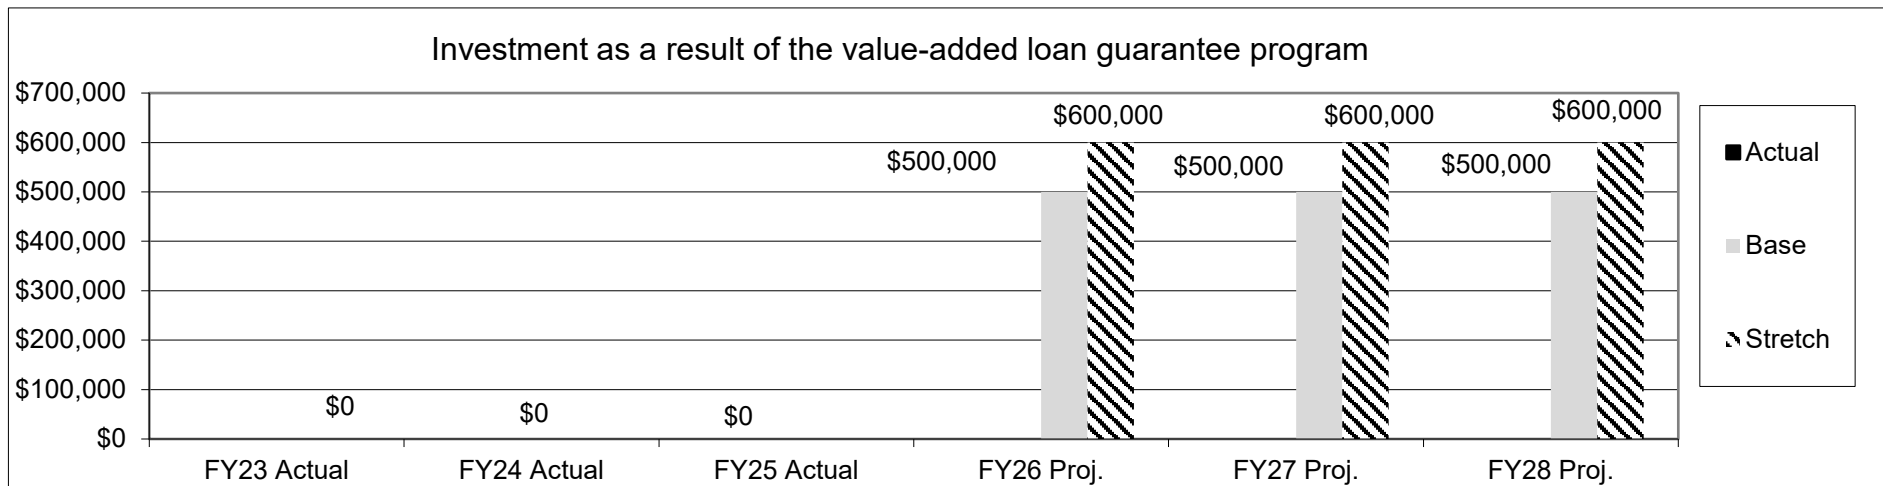 Investment as a result of the value-added loan guarantee program
$700,000
$600,000
$500,000
$400,000
$300,000
$200,000
$100,000
$0
$0
$0
$0
$500,000
$600,000
$500,000
$600,000
$500,000
$600,000
FY23 Actual
FY24 Actual
FY25 Actual
FY26 Proj.
FY27 Proj.
FY28 Proj.
Actual
Base
Stretch